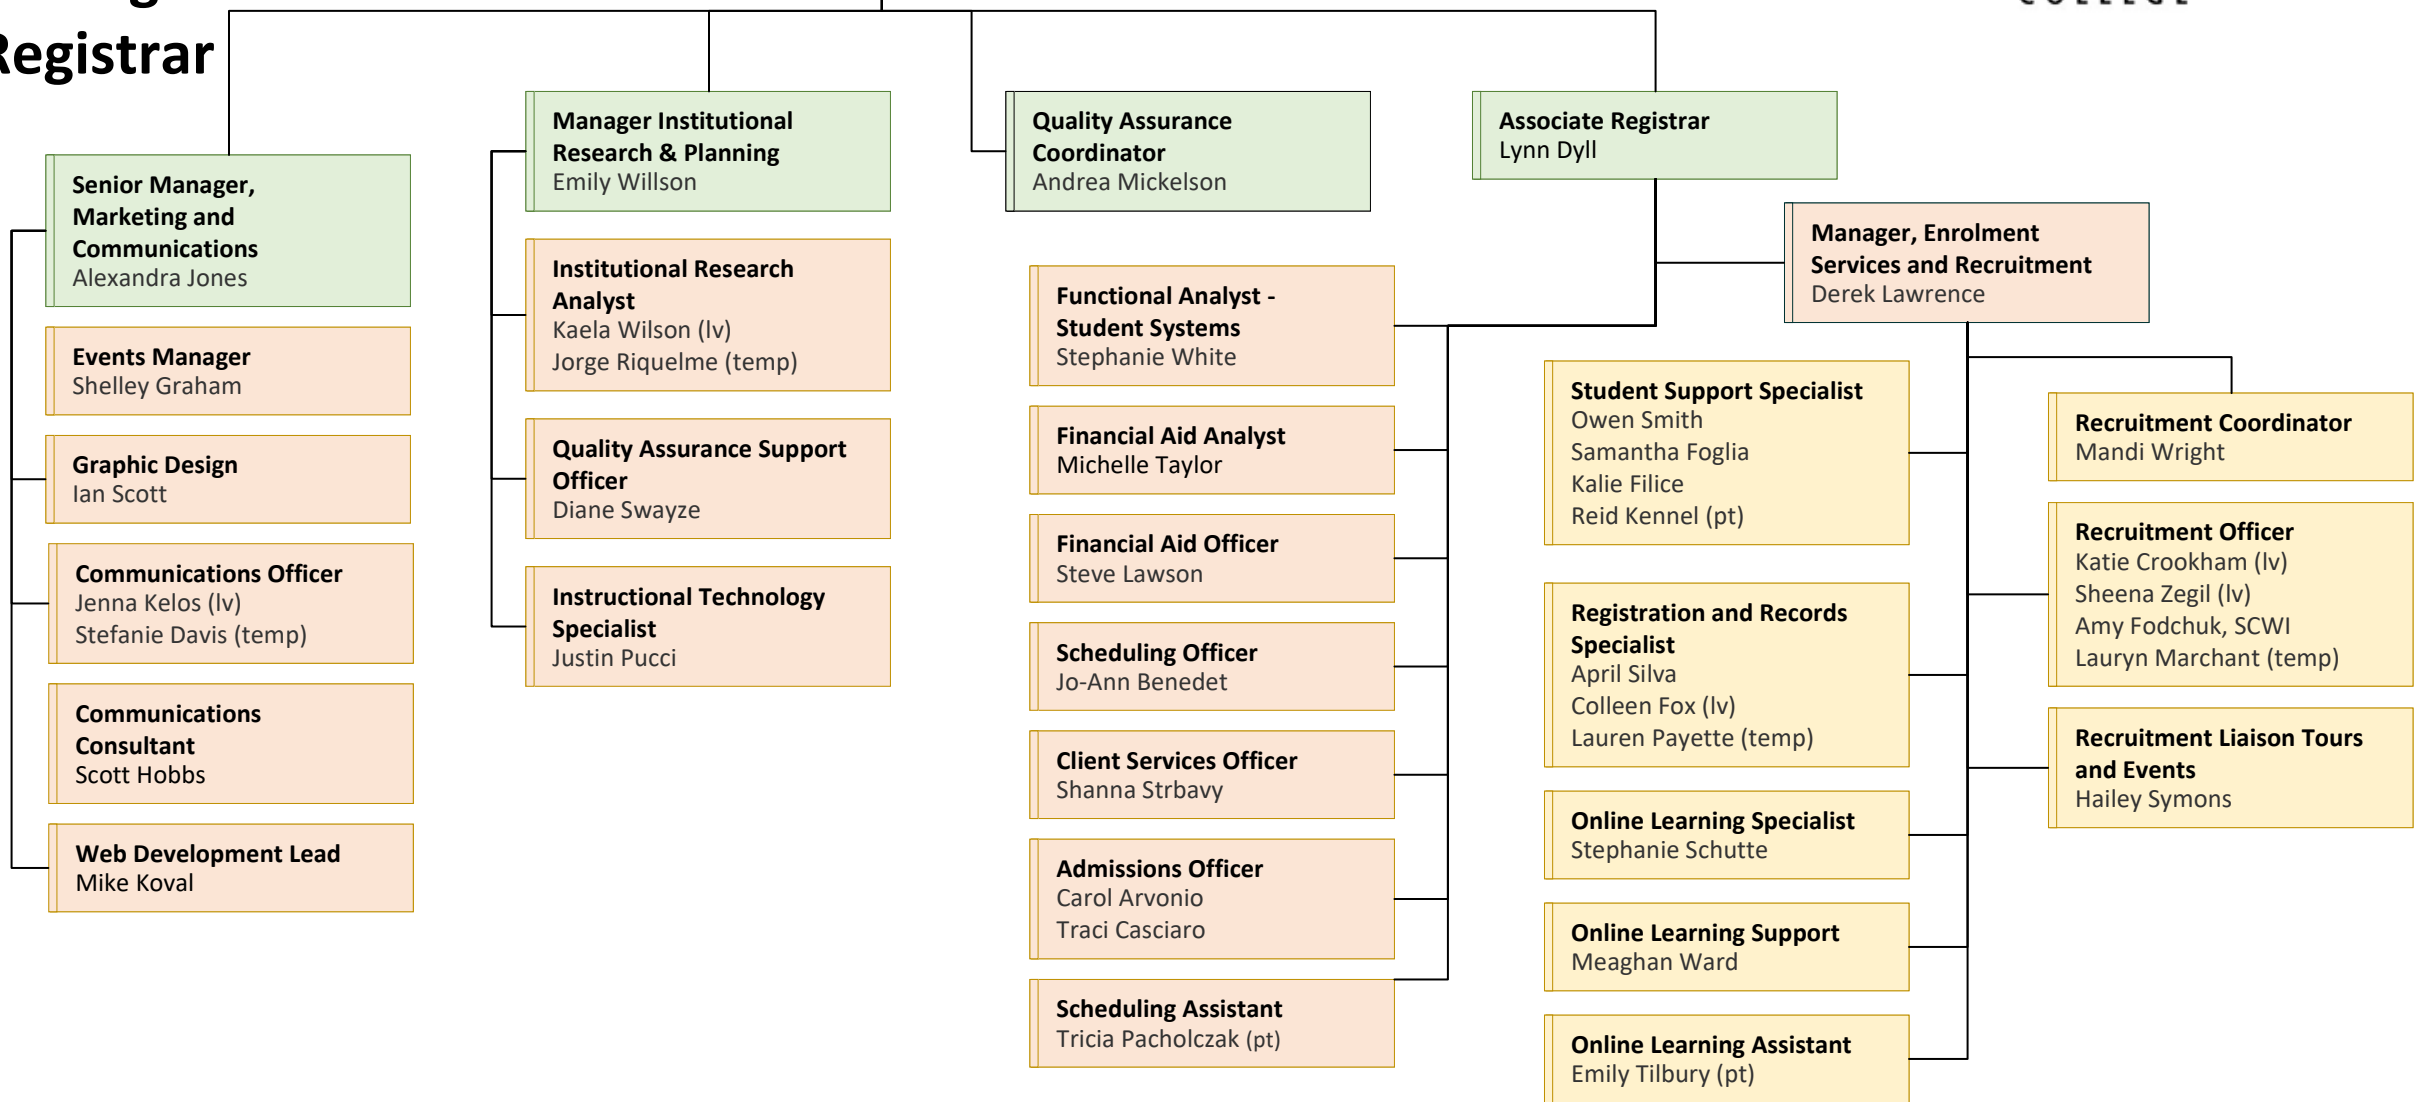 Registrar
COLLEGE
Senior Manager,
Marketing and
Communications
Alexandra Jones
Events Manager
Shelley Graham
Graphic Design
Ian Scott
Communications Officer
Jenna Kelos (lv)
Stefanie Davis (temp)
Communications
Consultant
Scott Hobbs
Web Development Lead
Mike Koval
Manager Institutional
Research & Planning
Emily Willson
Institutional Research
Analyst
Kaela Wilson (lv)
Jorge Riquelme (temp)
Quality Assurance Support
Officer
Diane Swayze
Instructional Technology
Specialist
Justin Pucci
Quality Assurance
Coordinator
Andrea Mickelson
Associate Registrar
Lynn Dyll
Functional Analyst -
Student Systems
Stephanie White
Financial Aid Analyst
Michelle Taylor
Financial Aid Officer
Steve Lawson
Scheduling Officer
Jo-Ann Benedet
Client Services Officer
Shanna Strbavy
Admissions Officer
Carol Arvonio
Traci Casciaro
Scheduling Assistant
Tricia Pacholczak (pt)
Manager, Enrolment
Services and Recruitment
Derek Lawrence
Student Support Specialist
Owen Smith
Samantha Foglia
Kalie Filice
Reid Kennel (pt)
Registration and Records
Specialist
April Silva
Colleen Fox (lv)
Lauren Payette (temp)
Online Learning Specialist
Stephanie Schutte
Online Learning Support
Meaghan Ward
Online Learning Assistant
Emily Tilbury (pt)
Recruitment Coordinator
Mandi Wright
Recruitment Officer
Katie Crookham (lv)
Sheena Zegil (lv)
Amy Fodchuk, SCWI
Lauryn Marchant (temp)
Recruitment Liaison Tours
and Events
Hailey Symons